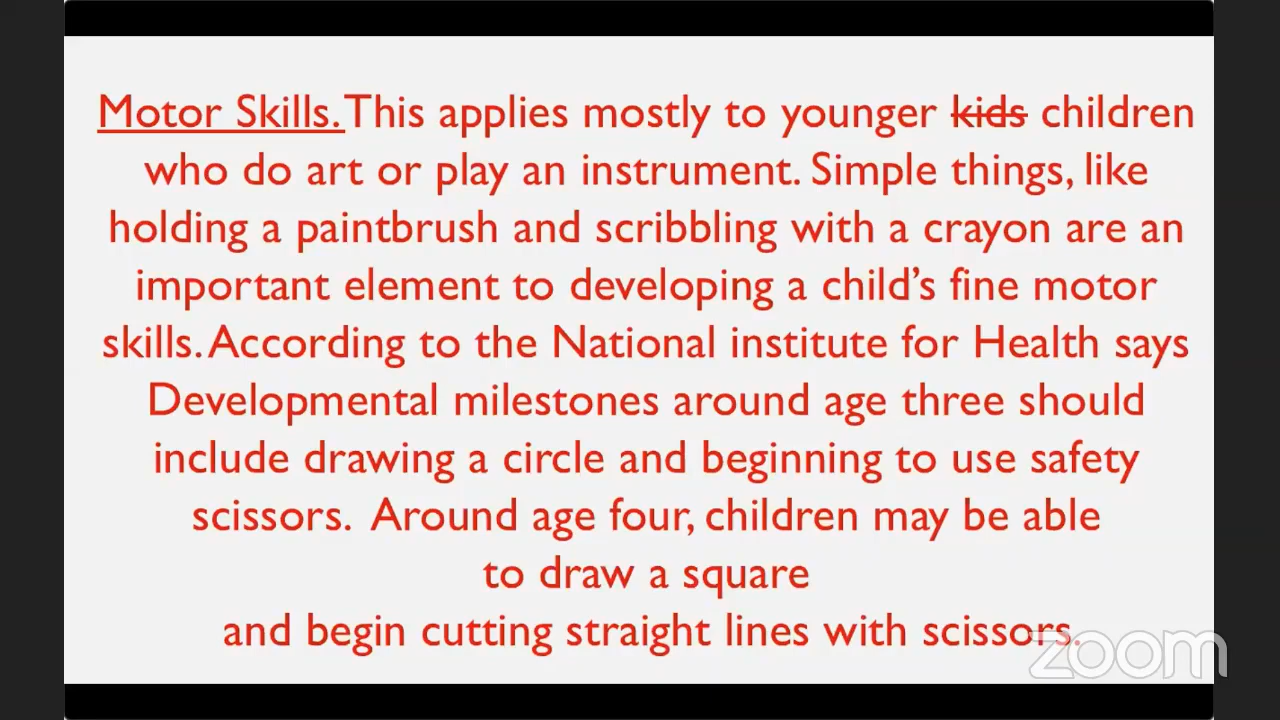 Motor Skills. This applies mostly to younger kids children
who do art or play an instrument. Simple things, like
holding a paintbrush and scribbling with a crayon are an
important element to developing a child’s fine motor
skills. According to the National institute for Health says
Developmental milestones around age three should
include drawing a circle and beginning to use safety
scissors. Around age four, children may be able
to draw a square
and begin cutting straight lines with scissors.
zoom